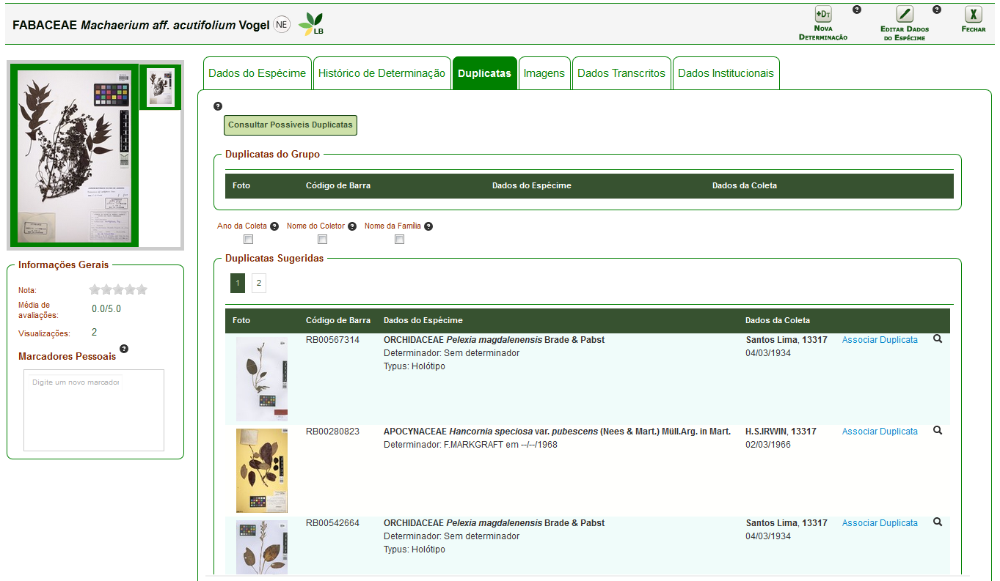 FABACEAE Machaerium aff. acutifolium Vogel NE LB
+DT
NOVA DETERMINAÇÃO
?
EDITAR DADOS DO ESPÉCIME
?
X
FECHAR
Dados do Espécime
Histórico de Determinação
Duplicatas
Imagens
Dados Transcritos
Dados Institucionais
?
Consultar Possíveis Duplicatas
Duplicatas do Grupo
Foto Código de Barra Dados do Espécime Dados da Coleta
Ano da Coleta ? Nome do Coletor ? Nome da Família ?
Duplicatas Sugeridas
1 2
Foto Código de Barra Dados do Espécime Dados da Coleta
RB00567314 ORCHIDACEAE Pelexia magdalenensis Brade & Pabst Santos Lima, 13317 Associar Duplicata
Determinador: Sem determinador 04/03/1934
Typus: Holótipo
RB00280823 APOCYNACEAE Hancornia speciosa var. pubescens (Nees & Mart.) Müll.Arg. in Mart. H.S.IRWIN, 13317 Associar Duplicata
Determinador: F.MARKGRAFT em --/--/1968 02/03/1966
RB00542664 ORCHIDACEAE Pelexia magdalenensis Brade & Pabst Santos Lima, 13317 Associar Duplicata
Determinador: Sem determinador 04/03/1934
Typus: Holótipo
Informações Gerais
Nota:
Média de
avaliações: 0.0/5.0
Visualizações: 2
Marcadores Pessoais ?
Digite um novo marcador